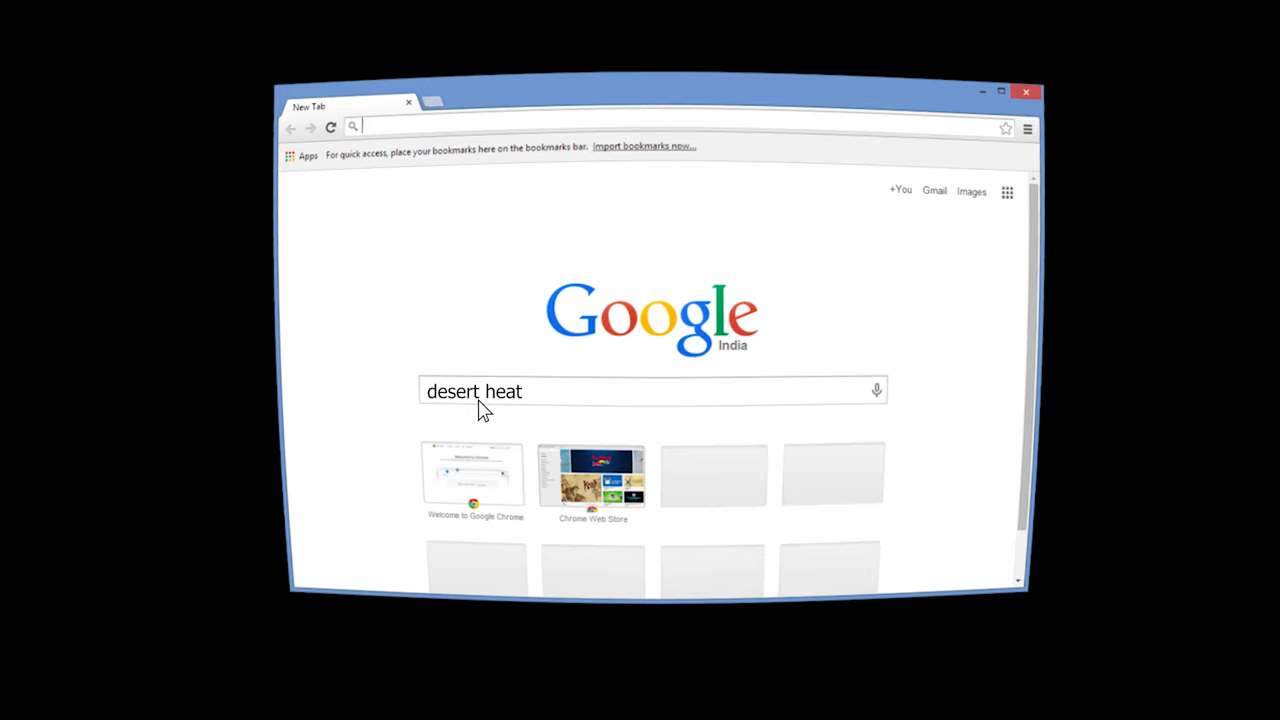 New Tab
Apps For quick access, place your bookmarks here on the bookmarks bar. Import bookmarks now...
+You Gmail Images
Google
India
desert heat
Welcome to Google Chrome Chrome Web Store